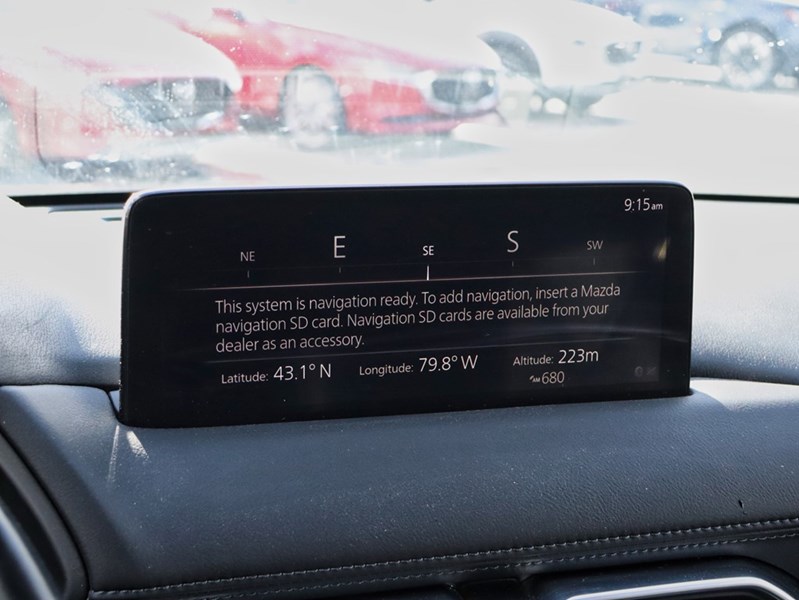 9:15am
NE E SE S SW
This system is navigation ready. To add navigation, insert a Mazda
navigation SD card. Navigation SD cards are available from your
dealer as an accessory.
Latitude: 43.1° N Longitude: 79.8° W Altitude: 223m
AM 680